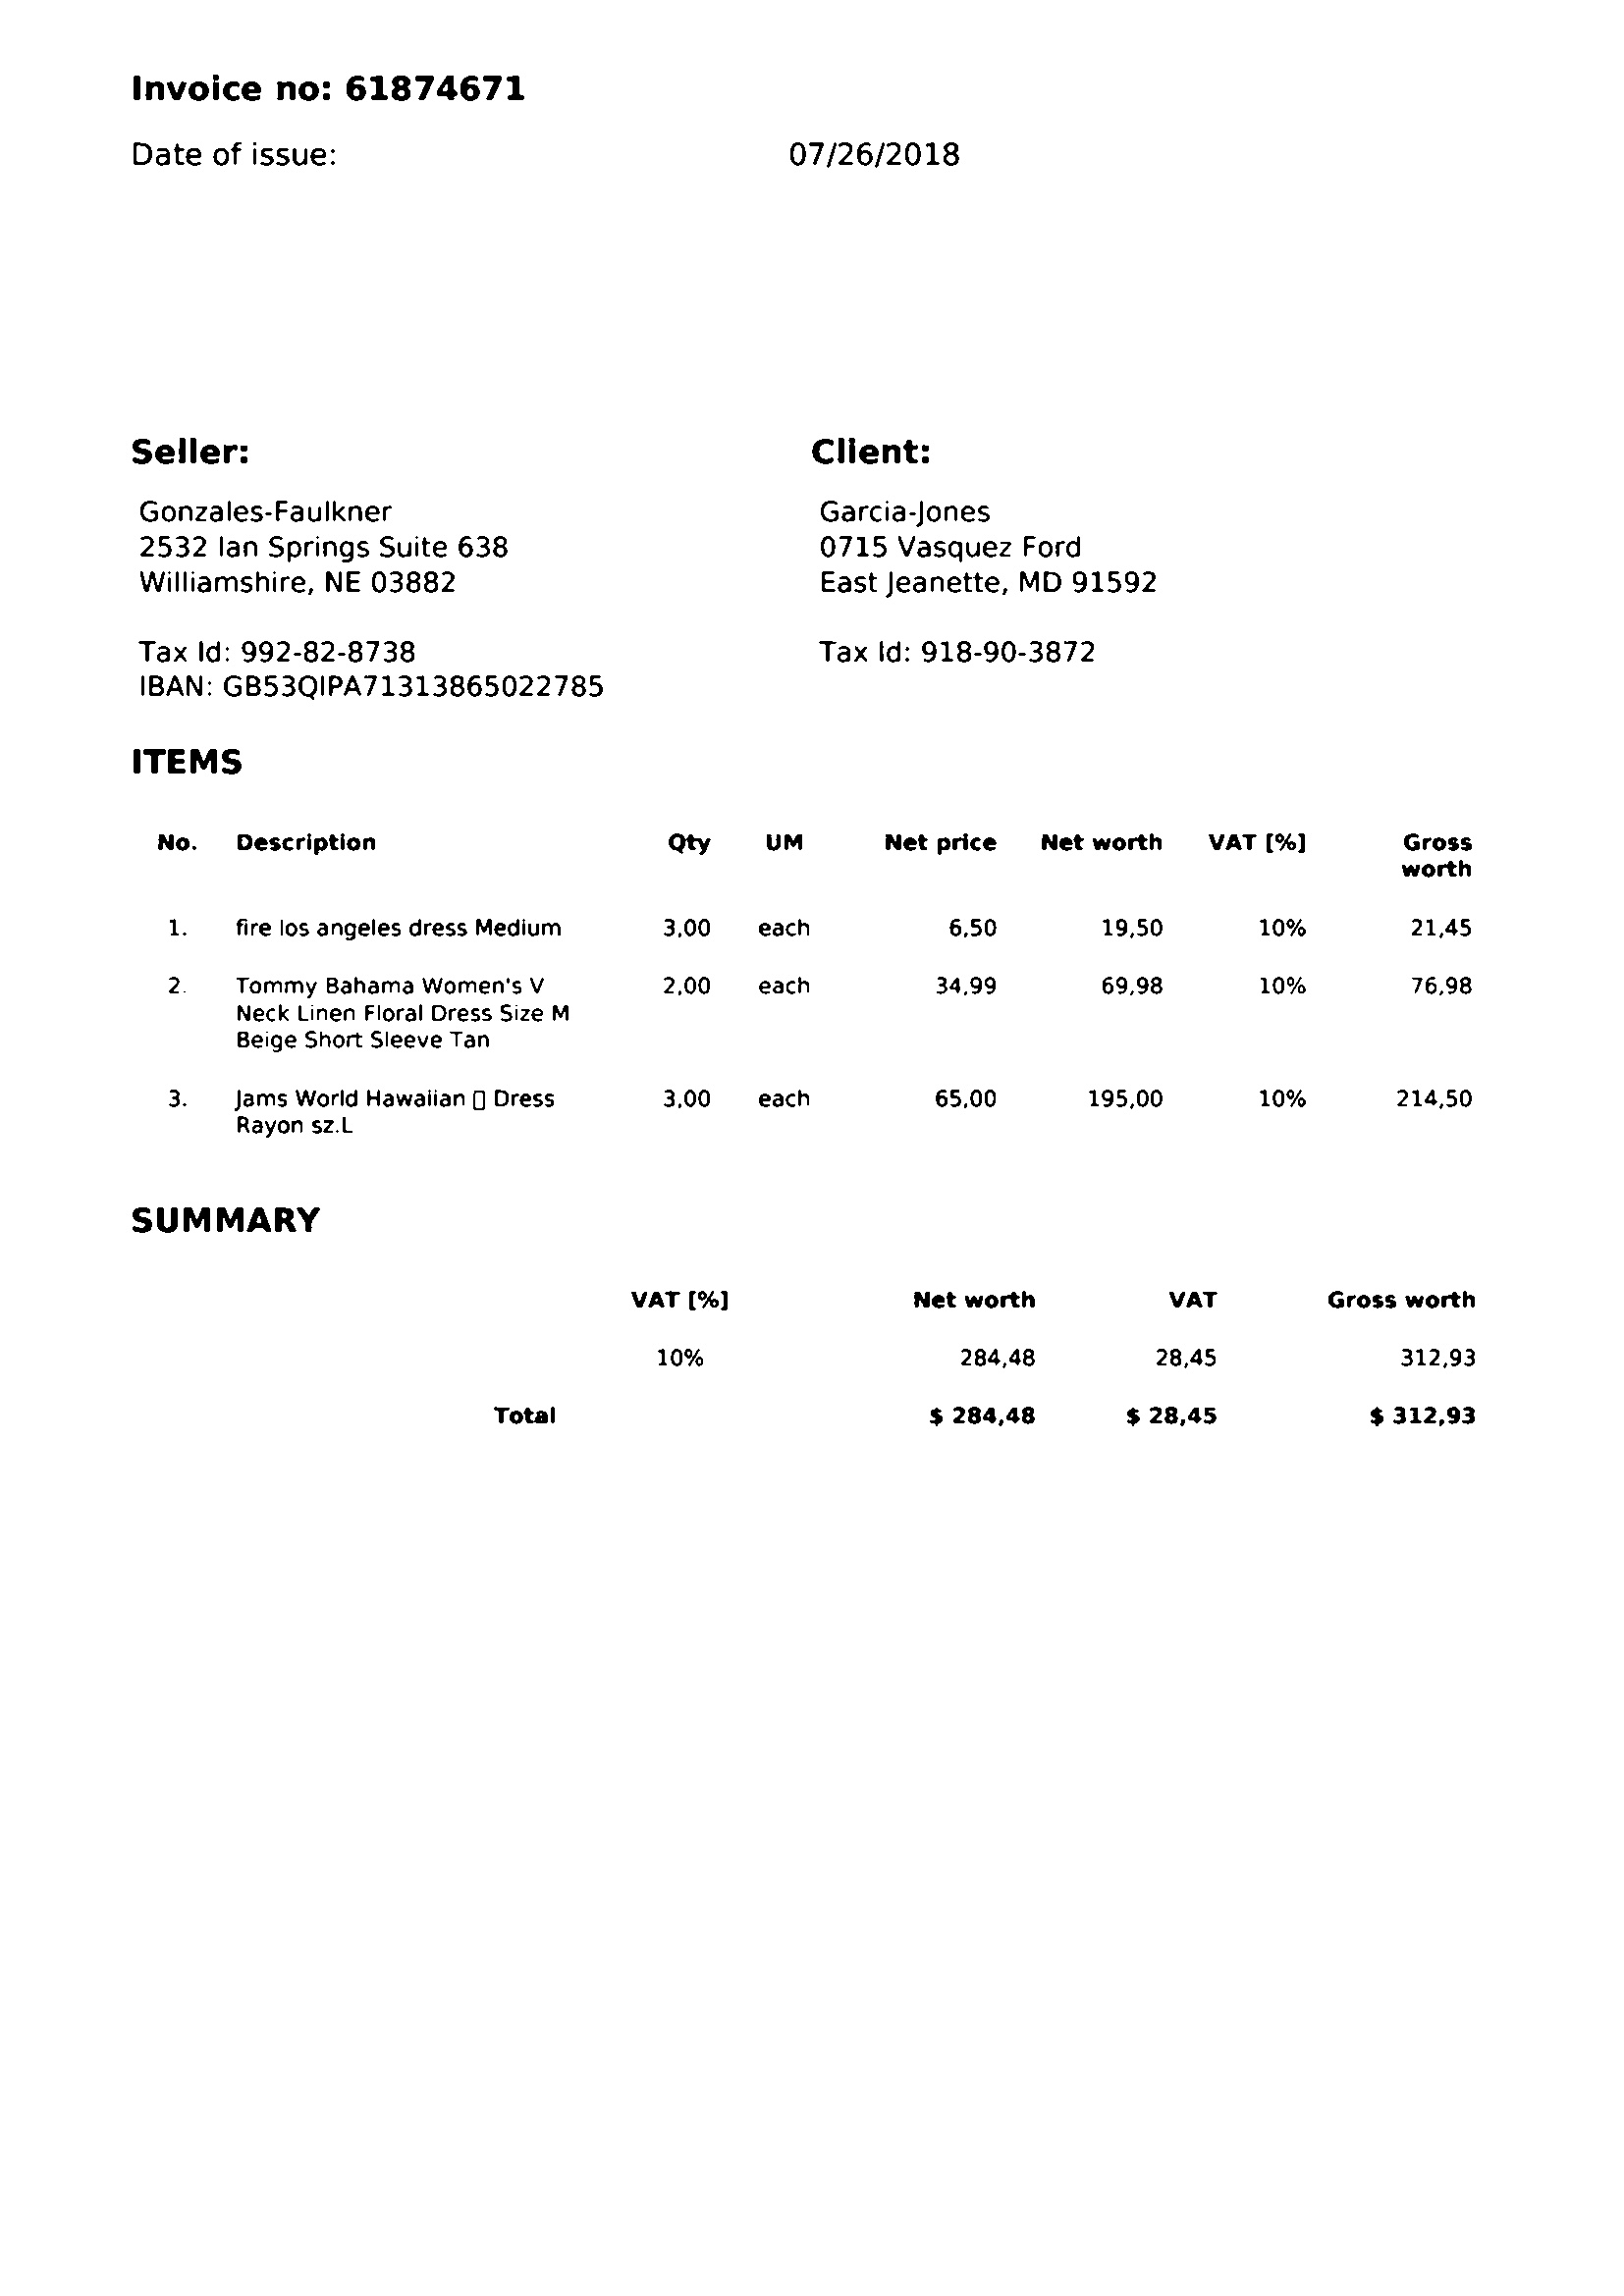 Invoice no: 61874671
Date of issue: 07/26/2018
Seller: Client:
Gonzales-Faulkner Garcia-Jones
2532 Ian Springs Suite 638 0715 Vasquez Ford
Williamshire, NE 03882 East Jeanette, MD 91592
Tax Id: 992-82-8738 Tax Id: 918-90-3872
IBAN: GB53QIPA71313865022785
ITEMS
No. Description Qty UM Net price Net worth VAT [%] Gross
worth
1. fire los angeles dress Medium 3,00 each 6,50 19,50 10% 21,45
2. Tommy Bahama Women's V 2,00 each 34,99 69,98 10% 76,98
Neck Linen Floral Dress Size M
Beige Short Sleeve Tan
3. Jams World Hawaiian ▯ Dress 3,00 each 65,00 195,00 10% 214,50
Rayon sz.L
SUMMARY
VAT [%] Net worth VAT Gross worth
10% 284,48 28,45 312,93
Total $ 284,48 $ 28,45 $ 312,93